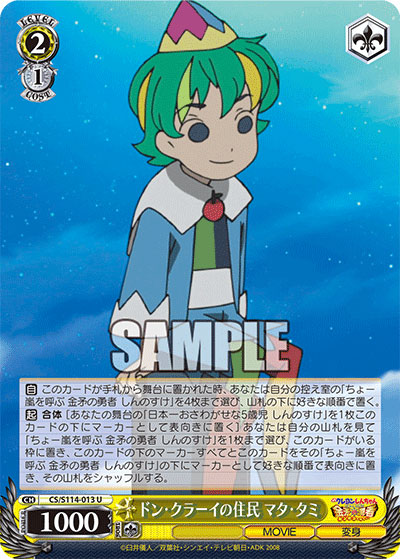 LEVEL
2
1
COST
SAMPLE
自 このカードが手札から舞台に置かれた時、あなたは自分の控え室の「ちょー
嵐を呼ぶ 金矛の勇者 しんのすけ」を4枚まで選び、山札の下に好きな順番で置く。
起 合体 [あなたの舞台の「日本一おさわがせな5歳児 しんのすけ」を1枚この
カードの下にマーカーとして表向きに置く] あなたは自分の山札を見て
「ちょー嵐を呼ぶ 金矛の勇者 しんのすけ」を1枚まで選び、このカードがいる枠
に置き、このカードの下のマーカーすべてとこのカードをそのカードの下
にマーカーとして好きな順番で表向きに置
き、その山札をシャッフルする。
CH
CS/S114-013 U
ドン・クラーイの住民 マタ・タミ
1000
MOVIE
変身
クレヨンしんちゃん
©臼井儀人/双葉社・シンエイ・テレビ朝日・ADK 2008